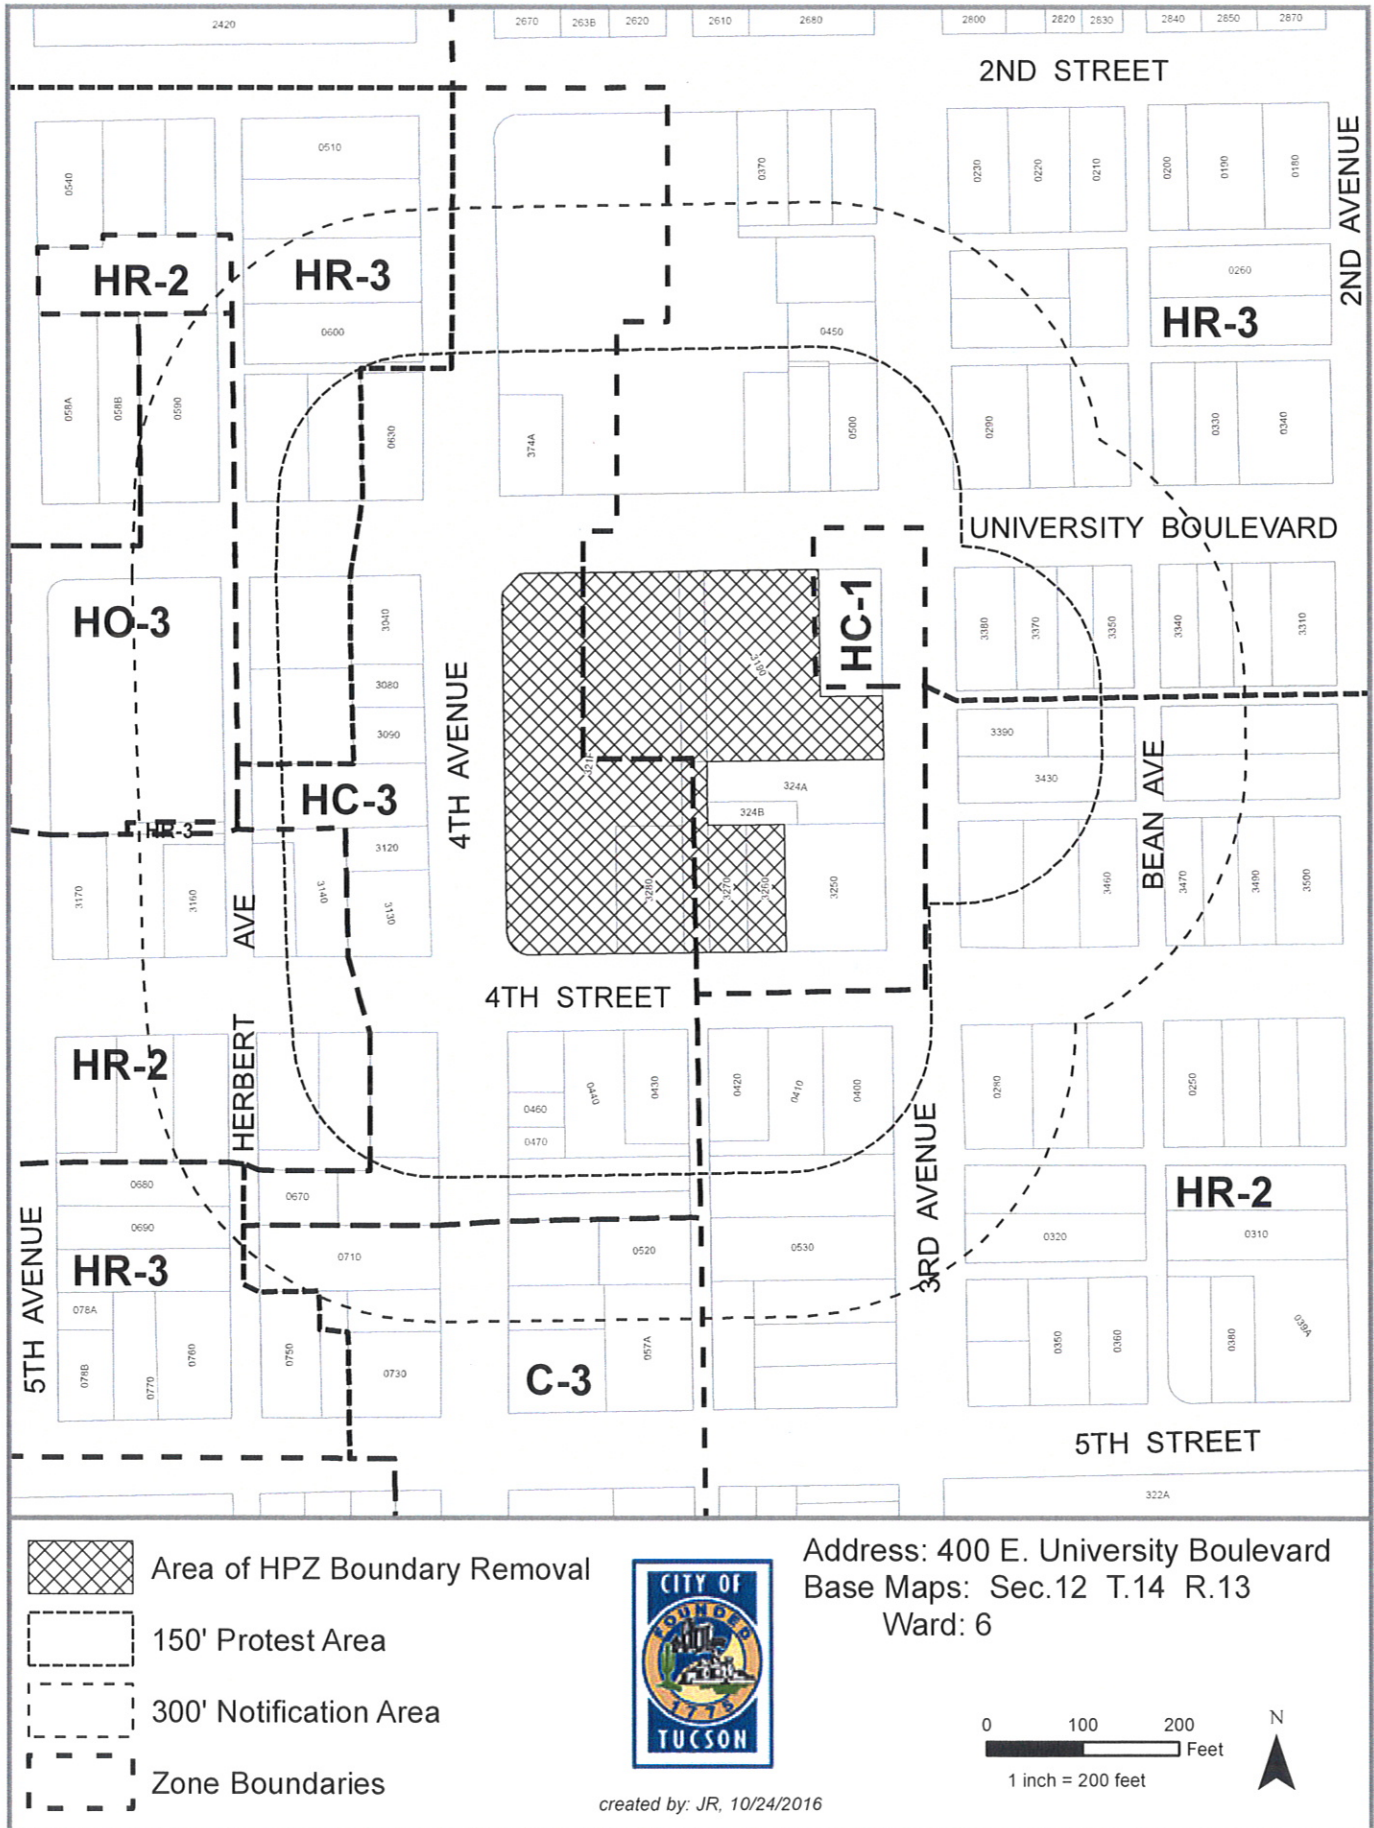 2420
2670
263B
2620
2610
2680
2800
2820
2830
2840
2850
2870
2ND STREET
2ND AVENUE
0540
0510
0370
0230
0220
0210
0200
0190
0180
HR-2
HR-3
0260
HR-3
0600
0450
058A
058B
0590
0630
374A
0500
0290
0330
0340
UNIVERSITY BOULEVARD
HO-3
3040
3080
3090
4TH AVENUE
3190
HC-1
3380
3370
3350
3340
3310
3390
3430
BEAN AVE
HC-3
324A
324B
HR-3
3120
3170
3160
3140
3130
3280
3270
3260
3250
3460
3470
3490
3500
HERBERT AVE
4TH STREET
HR-2
0460
0470
0440
0430
0420
0410
0400
0280
0250
3RD AVENUE
5TH AVENUE
0680
0670
0690
HR-2
0710
0520
0530
0320
0310
HR-3
078A
078B
0770
0760
0750
0730
C-3
057A
0350
0360
0380
039A
5TH STREET
322A
Area of HPZ Boundary Removal
150' Protest Area
300' Notification Area
Zone Boundaries
CITY OF
FOUNDED
1775
TUCSON
created by: JR, 10/24/2016
Address: 400 E. University Boulevard
Base Maps: Sec.12 T.14 R.13
Ward: 6
0 100 200
Feet
1 inch = 200 feet
N